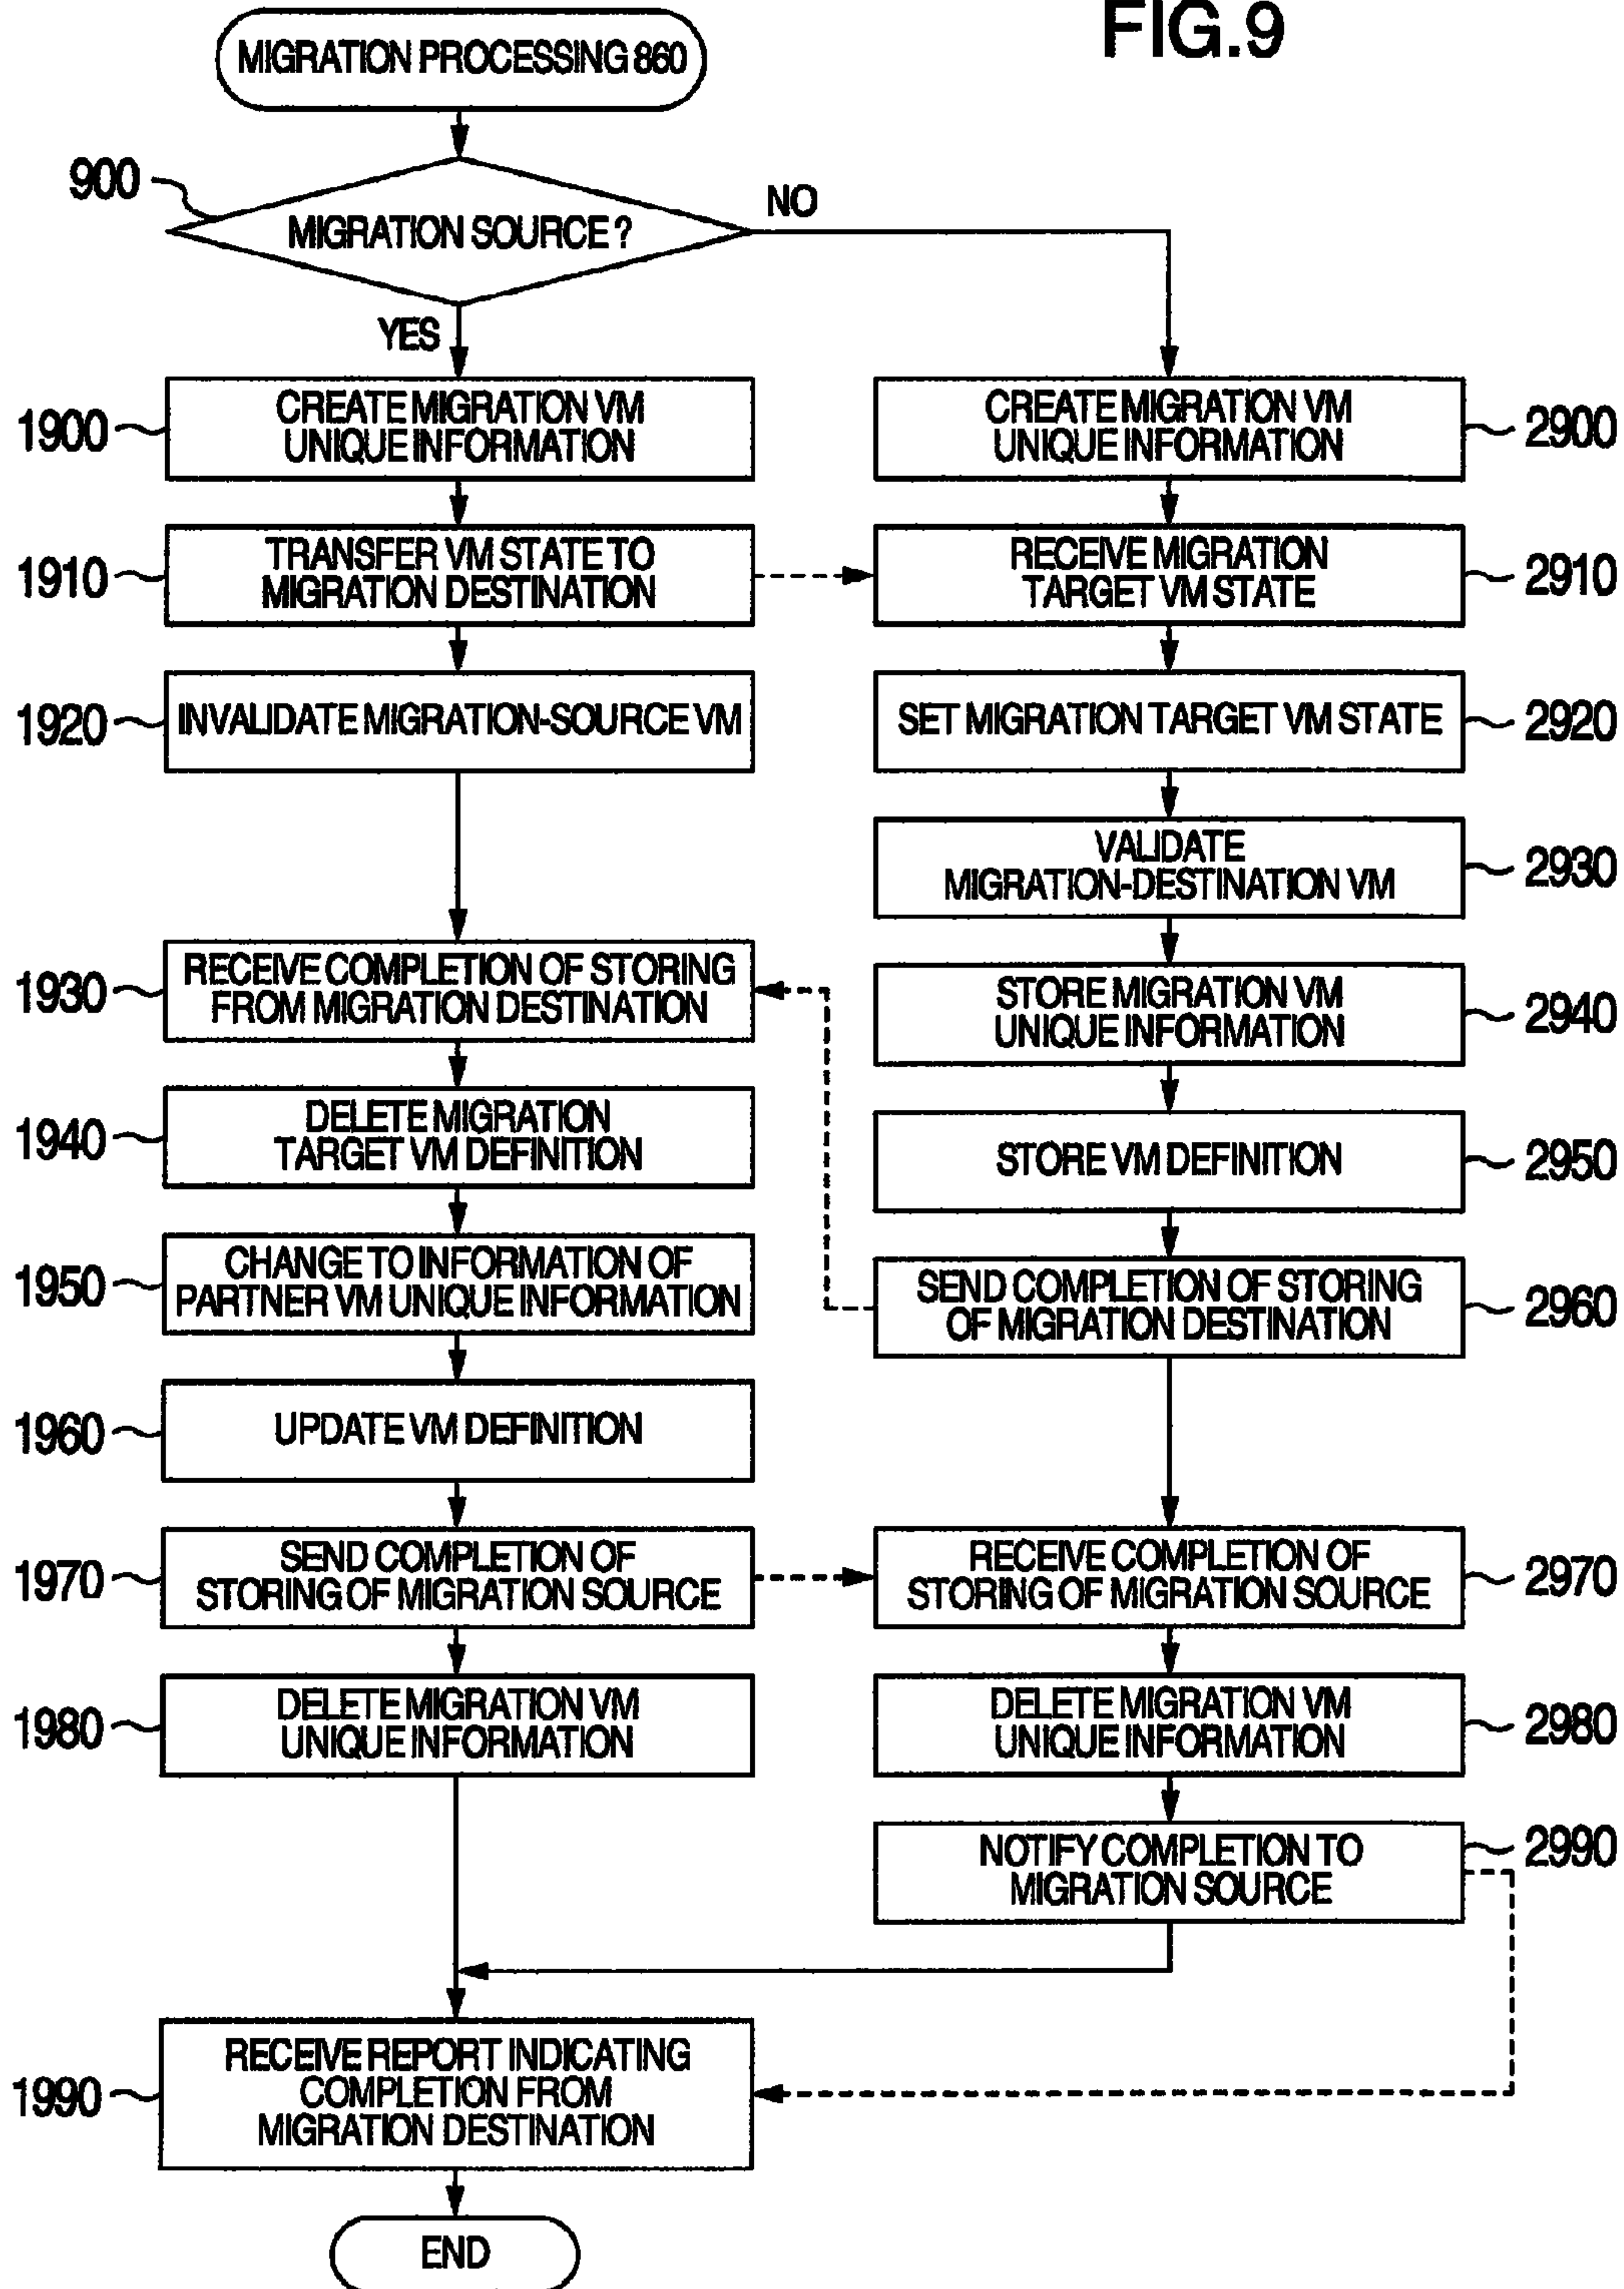 FIG.9
MIGRATION PROCESSING 860
900
MIGRATION SOURCE ?
NO
YES
1900
CREATE MIGRATION VM
UNIQUE INFORMATION
CREATE MIGRATION VM
UNIQUE INFORMATION
2900
1910
TRANSFER VM STATE TO
MIGRATION DESTINATION
RECEIVE MIGRATION
TARGET VM STATE
2910
1920
INVALIDATE MIGRATION-SOURCE VM
SET MIGRATION TARGET VM STATE
2920
VALIDATE
MIGRATION-DESTINATION VM
2930
1930
RECEIVE COMPLETION OF STORING
FROM MIGRATION DESTINATION
STORE MIGRATION VM
UNIQUE INFORMATION
2940
1940
DELETE MIGRATION
TARGET VM DEFINITION
STORE VM DEFINITION
2950
1950
CHANGE TO INFORMATION OF
PARTNER VM UNIQUE INFORMATION
SEND COMPLETION OF STORING
OF MIGRATION DESTINATION
2960
1960
UPDATE VM DEFINITION
1970
SEND COMPLETION OF
STORING OF MIGRATION SOURCE
RECEIVE COMPLETION OF
STORING OF MIGRATION SOURCE
2970
1980
DELETE MIGRATION VM
UNIQUE INFORMATION
DELETE MIGRATION VM
UNIQUE INFORMATION
2980
NOTIFY COMPLETION TO
MIGRATION SOURCE
2990
1990
RECEIVE REPORT INDICATING
COMPLETION FROM
MIGRATION DESTINATION
END